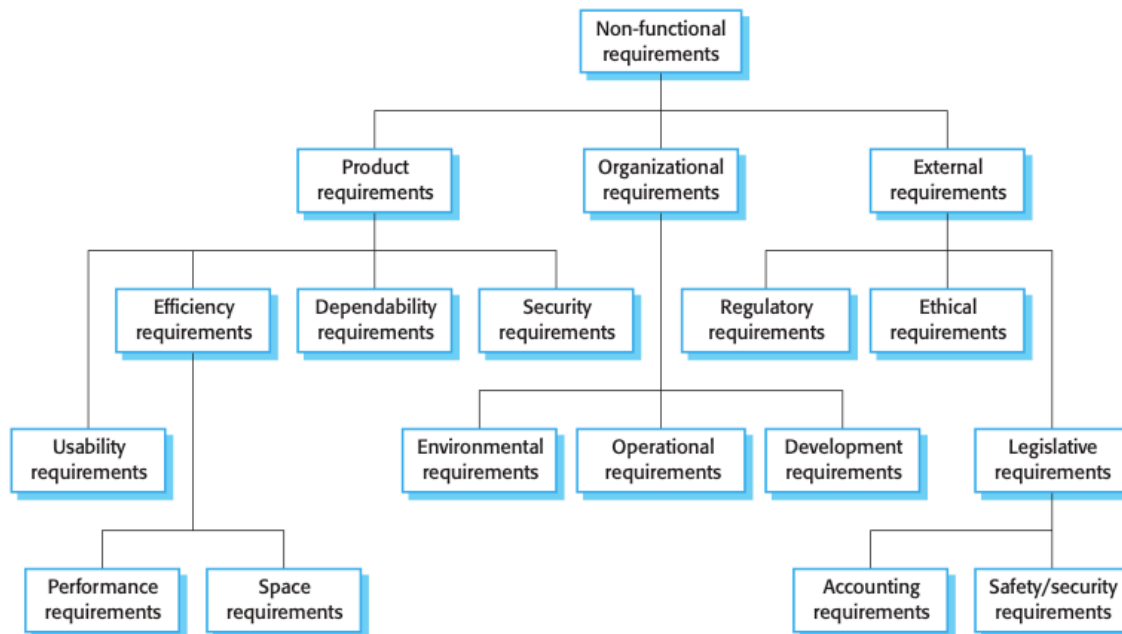 Non-functional
requirements
Product
requirements
Organizational
requirements
External
requirements
Efficiency
requirements
Dependability
requirements
Security
requirements
Regulatory
requirements
Ethical
requirements
Usability
requirements
Environmental
requirements
Operational
requirements
Development
requirements
Legislative
requirements
Performance
requirements
Space
requirements
Accounting
requirements
Safety/security
requirements